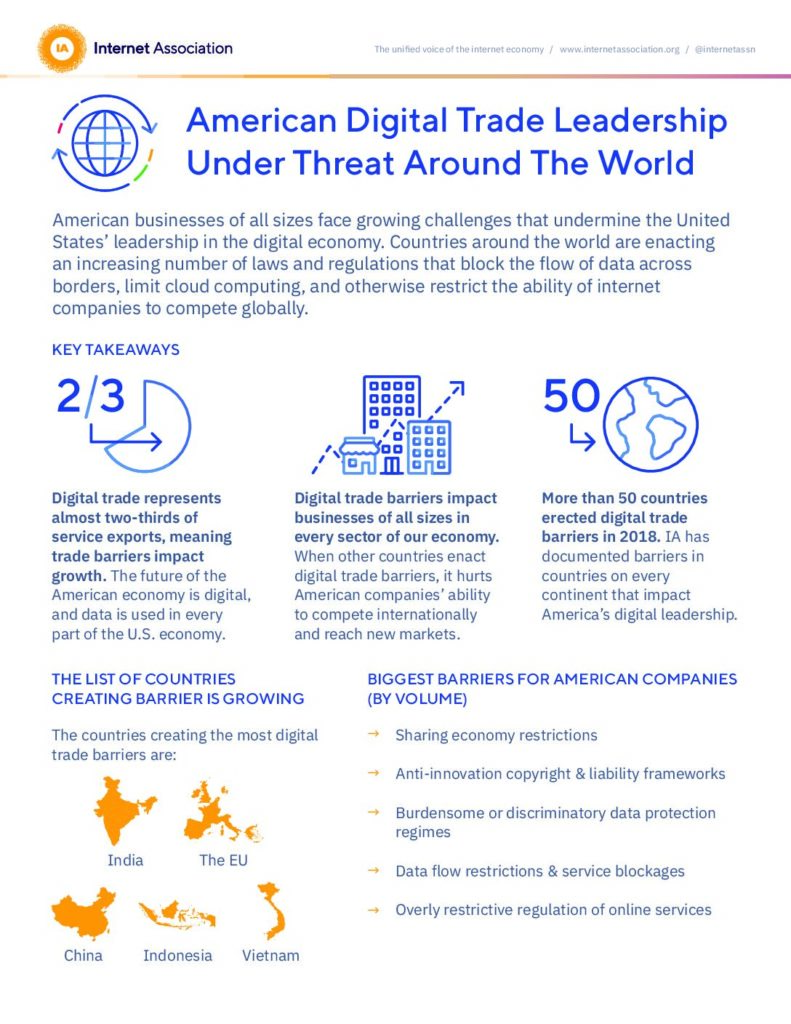 IA Internet Association
The unified voice of the internet economy / www.internetassociation.org / @internetassn
American Digital Trade Leadership
Under Threat Around The World
American businesses of all sizes face growing challenges that undermine the United
States’ leadership in the digital economy. Countries around the world are enacting
an increasing number of laws and regulations that block the flow of data across
borders, limit cloud computing, and otherwise restrict the ability of internet
companies to compete globally.
KEY TAKEAWAYS
2/3
Digital trade represents
almost two-thirds of
service exports, meaning
trade barriers impact
growth. The future of the
American economy is digital,
and data is used in every
part of the U.S. economy.
Digital trade barriers impact
businesses of all sizes in
every sector of our economy.
When other countries enact
digital trade barriers, it hurts
American companies’ ability
to compete internationally
and reach new markets.
50
More than 50 countries
erected digital trade
barriers in 2018. IA has
documented barriers in
countries on every
continent that impact
America’s digital leadership.
THE LIST OF COUNTRIES
CREATING BARRIER IS GROWING
The countries creating the most digital
trade barriers are:
India
The EU
China
Indonesia
Vietnam
BIGGEST BARRIERS FOR AMERICAN COMPANIES
(BY VOLUME)
→ Sharing economy restrictions
→ Anti-innovation copyright & liability frameworks
→ Burdensome or discriminatory data protection
regimes
→ Data flow restrictions & service blockages
→ Overly restrictive regulation of online services